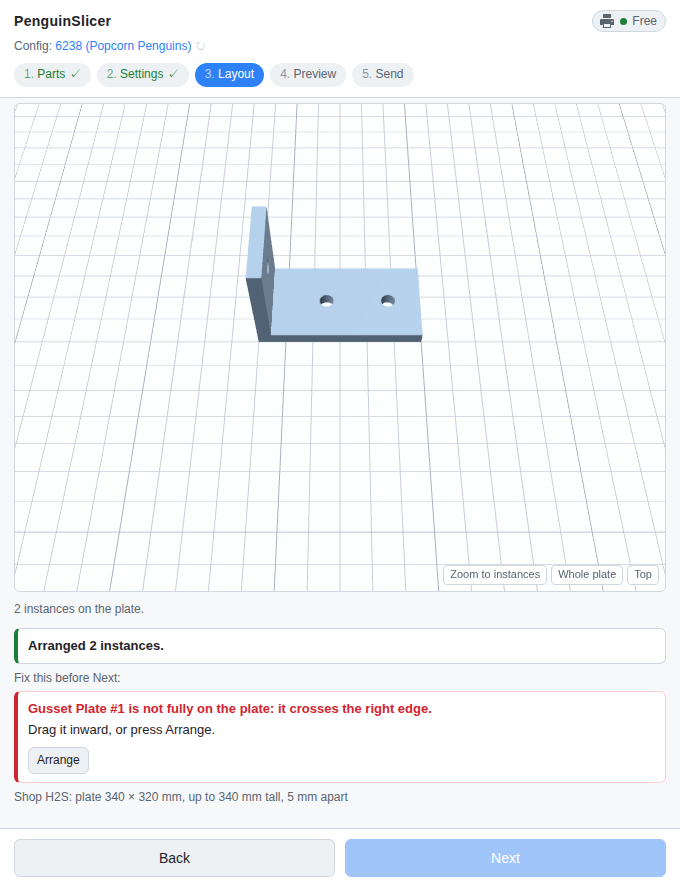 PenguinSlicer
Free
Config: 6238 (Popcorn Penguins)
1. Parts ✓
2. Settings ✓
3. Layout
4. Preview
5. Send
Zoom to instances
Whole plate
Top
2 instances on the plate.
Arranged 2 instances.
Fix this before Next:
Gusset Plate #1 is not fully on the plate: it crosses the right edge.
Drag it inward, or press Arrange.
Arrange
Shop H2S: plate 340 × 320 mm, up to 340 mm tall, 5 mm apart
Back
Next